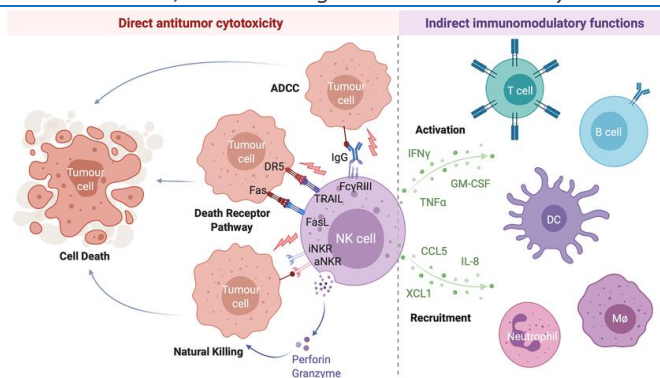 Direct antitumor cytotoxicity
Indirect immunomodulatory functions
ADCC
Tumour
cell
IgG
FcγRIII
Tumour
cell
DR5
Fas
TRAIL
FasL
Death Receptor
Pathway
NK cell
iNKR
aNKR
Tumour
cell
Cell Death
Tumour
cell
Natural Killing
Perforin
Granzyme
Activation
IFNγ
GM-CSF
TNFα
CCL5
IL-8
XCL1
Recruitment
T cell
B cell
DC
Neutrophil
Mø